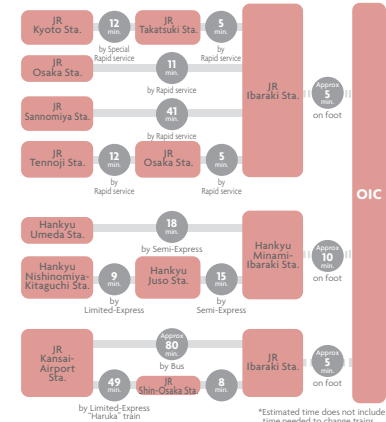 JR
Kyoto Sta.
12
min.
by Special
Rapid service
JR
Takatsuki Sta.
5
min.
by
Rapid service
JR
Osaka Sta.
11
min.
by Rapid service
JR
Sannomiya Sta.
41
min.
by Rapid service
JR
Tennoji Sta.
12
min.
by
Rapid service
JR
Osaka Sta.
5
min.
by
Rapid service
JR
Ibaraki Sta.
Approx
5
min.
on foot
OIC
Hankyu
Umeda Sta.
18
min.
by Semi-Express
Hankyu
Nishinomiya-
Kitaguchi Sta.
9
min.
by
Limited-Express
Hankyu
Juso Sta.
15
min.
by
Semi-Express
Hankyu
Minami-
Ibaraki Sta.
Approx
10
min.
on foot
JR
Kansai-
Airport
Sta.
Approx
80
min.
by Bus
49
min.
by Limited-Express
"Haruka" train
JR
Shin-Osaka Sta.
8
min.
JR
Ibaraki Sta.
Approx
5
min.
on foot
*Estimated time does not include
time needed to change trains